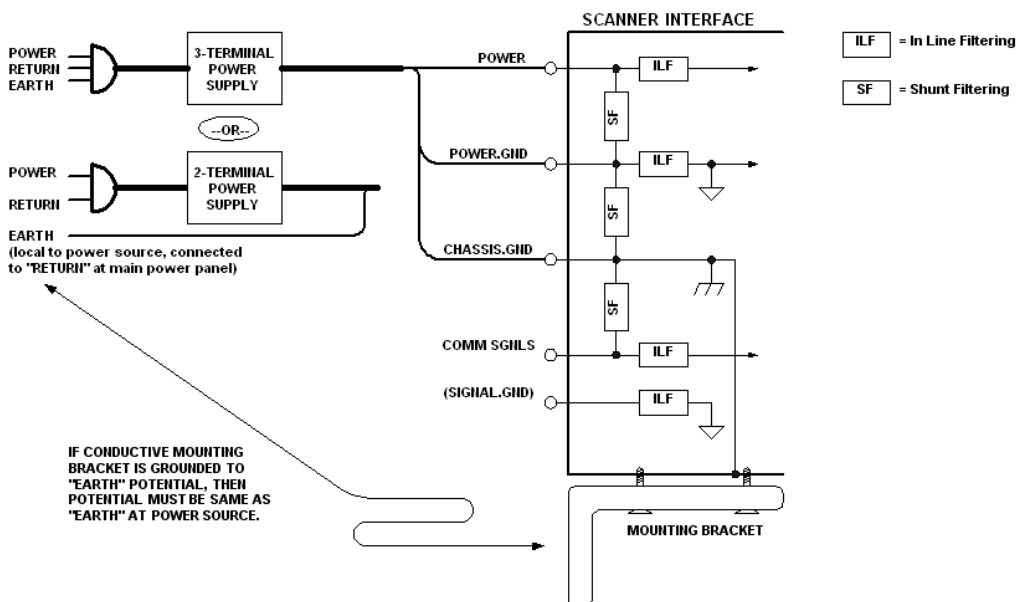 SCANNER INTERFACE
ILF = In Line Filtering
SF = Shunt Filtering
POWER
RETURN
EARTH
3-TERMINAL
POWER
SUPPLY
--OR--
POWER
RETURN
2-TERMINAL
POWER
SUPPLY
EARTH
(local to power source, connected
to "RETURN" at main power panel)
POWER
ILF
SF
POWER.GND
ILF
SF
CHASSIS.GND
SF
COMM SGNLS
ILF
(SIGNAL.GND)
ILF
IF CONDUCTIVE MOUNTING
BRACKET IS GROUNDED TO
"EARTH" POTENTIAL, THEN
POTENTIAL MUST BE SAME AS
"EARTH" AT POWER SOURCE.
MOUNTING BRACKET